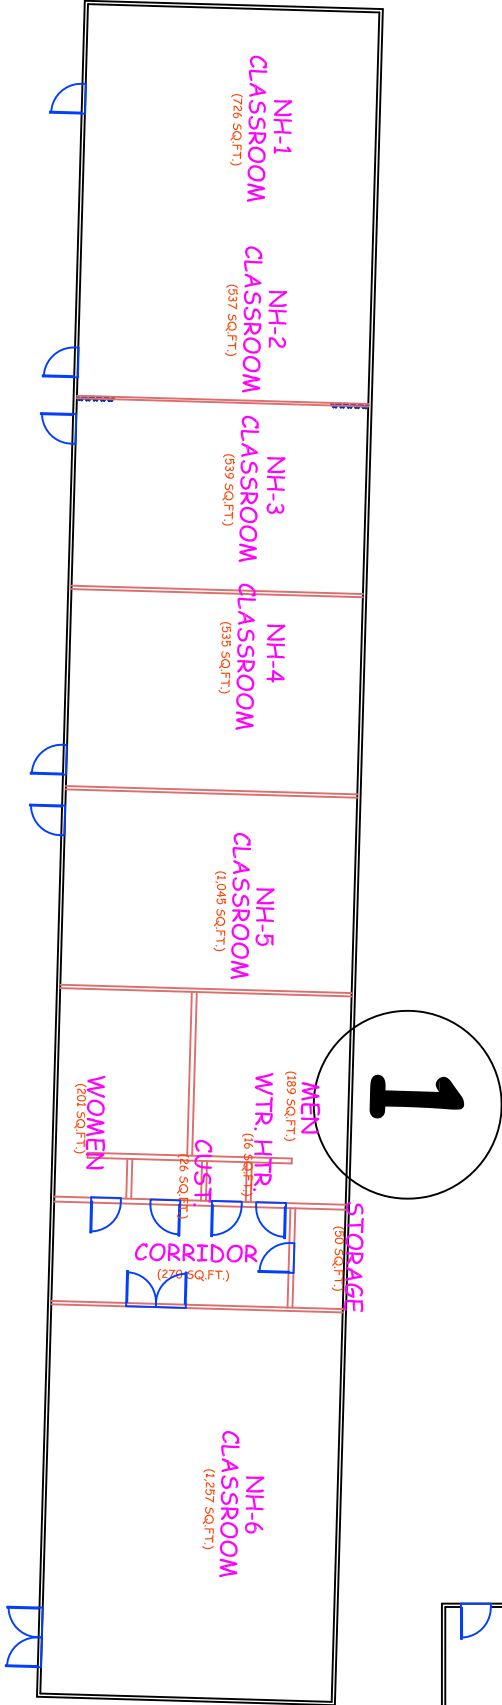 NH-1
CLASSROOM
(726 SQ.FT.)
NH-2
CLASSROOM
(537 SQ.FT.)
NH-3
CLASSROOM
(539 SQ.FT.)
NH-4
CLASSROOM
(535 SQ.FT.)
NH-5
CLASSROOM
(1,045 SQ.FT.)
1
MEN
(189 SQ.FT.)
WTR. HTR.
(16 SQ.FT.)
WOMEN
(201 SQ.FT.)
CUST.
(26 SQ.FT.)
STORAGE
(50 SQ.FT.)
CORRIDOR
(270 SQ.FT.)
NH-6
CLASSROOM
(1,257 SQ.FT.)